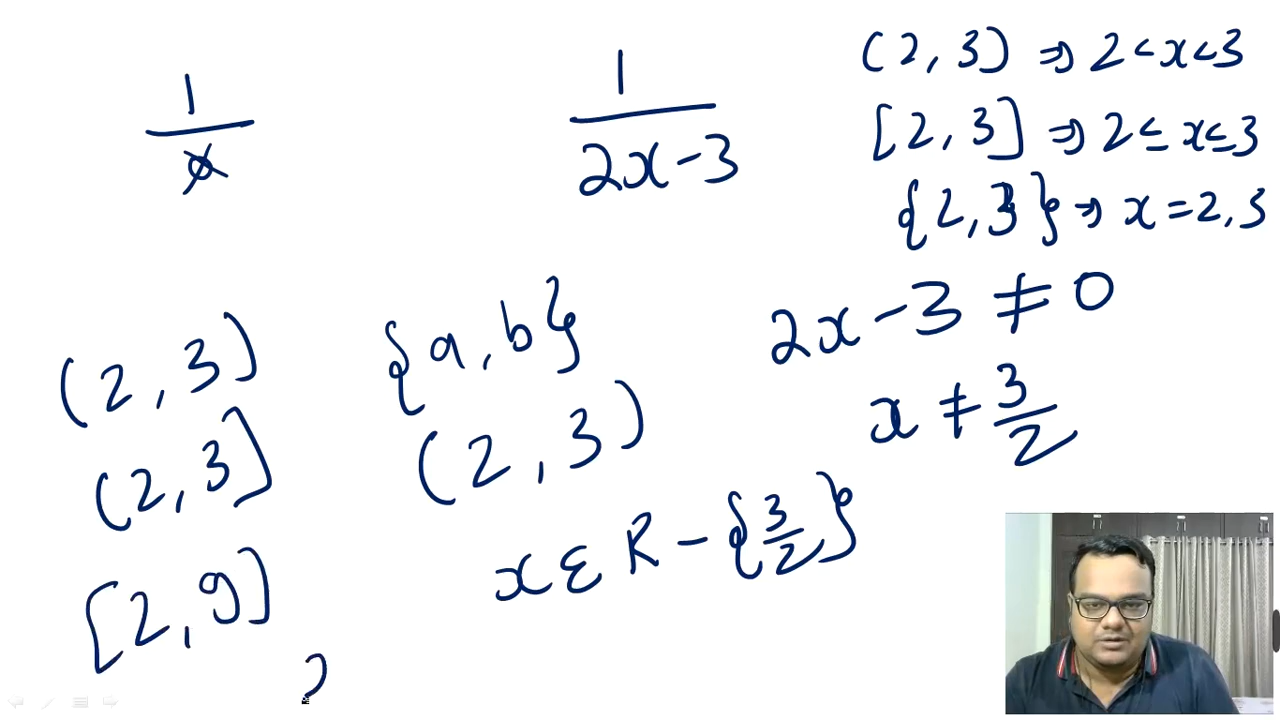 1/x
1/(2x-3)
(2, 3) ⇒ 2<x<3
[2, 3] ⇒ 2≤x≤3
{2, 3} ⇒ x=2, 3
2x-3 ≠ 0
x ≠ 3/2
{a, b}
(2, 3)
(2, 3)
(2, 3]
[2, 9]
x ∈ R - {3/2}
2